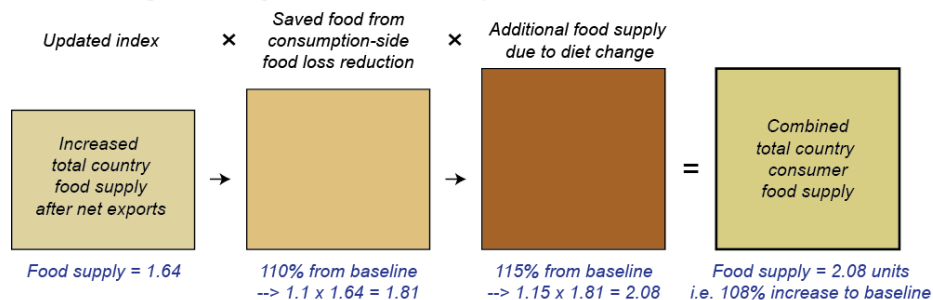 Updated index
×
Saved food from
consumption-side
food loss reduction
×
Additional food supply
due to diet change
Increased
total country
food supply
after net exports
=
Combined
total country
consumer
food supply
Food supply = 1.64
110% from baseline
--> 1.1 x 1.64 = 1.81
115% from baseline
--> 1.15 x 1.81 = 2.08
Food supply = 2.08 units
i.e. 108% increase to baseline